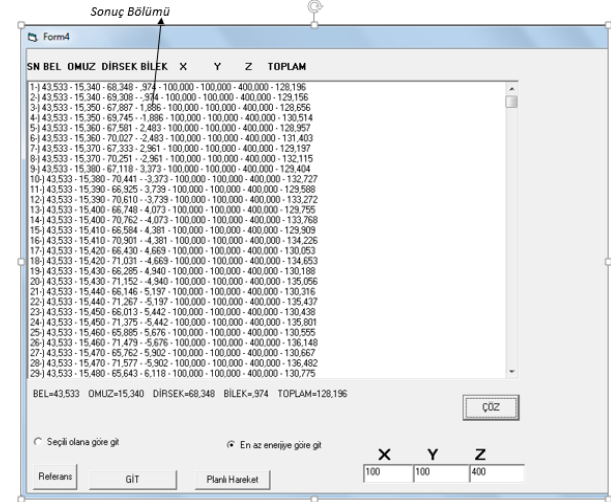 Sonuç Bölümü
Form4
SN BEL OMUZ DİRSEK BİLEK X Y Z TOPLAM
1-) 43,533 - 15,340 - 68,348 - ,974 - 100,000 - 100,000 - 400,000 - 128,196
2-) 43,533 - 15,340 - 69,308 - -,974 - 100,000 - 100,000 - 400,000 - 129,156
3-) 43,533 - 15,350 - 67,887 - 1,886 - 100,000 - 100,000 - 400,000 - 128,656
4-) 43,533 - 15,350 - 69,745 - -1,886 - 100,000 - 100,000 - 400,000 - 130,514
5-) 43,533 - 15,360 - 67,581 - 2,483 - 100,000 - 100,000 - 400,000 - 128,957
6-) 43,533 - 15,360 - 70,027 - -2,483 - 100,000 - 100,000 - 400,000 - 131,403
7-) 43,533 - 15,370 - 67,333 - 2,961 - 100,000 - 100,000 - 400,000 - 129,197
8-) 43,533 - 15,370 - 70,251 - -2,961 - 100,000 - 100,000 - 400,000 - 132,115
9-) 43,533 - 15,380 - 67,118 - 3,373 - 100,000 - 100,000 - 400,000 - 129,404
10-) 43,533 - 15,380 - 70,441 - -3,373 - 100,000 - 100,000 - 400,000 - 132,727
11-) 43,533 - 15,390 - 66,925 - 3,739 - 100,000 - 100,000 - 400,000 - 129,588
12-) 43,533 - 15,390 - 70,610 - -3,739 - 100,000 - 100,000 - 400,000 - 133,272
13-) 43,533 - 15,400 - 66,748 - 4,073 - 100,000 - 100,000 - 400,000 - 129,755
14-) 43,533 - 15,400 - 70,762 - -4,073 - 100,000 - 100,000 - 400,000 - 133,768
15-) 43,533 - 15,410 - 66,584 - 4,381 - 100,000 - 100,000 - 400,000 - 129,909
16-) 43,533 - 15,410 - 70,901 - -4,381 - 100,000 - 100,000 - 400,000 - 134,226
17-) 43,533 - 15,420 - 66,430 - 4,669 - 100,000 - 100,000 - 400,000 - 130,053
18-) 43,533 - 15,420 - 71,031 - -4,669 - 100,000 - 100,000 - 400,000 - 134,653
19-) 43,533 - 15,430 - 66,285 - 4,940 - 100,000 - 100,000 - 400,000 - 130,188
20-) 43,533 - 15,430 - 71,152 - -4,940 - 100,000 - 100,000 - 400,000 - 135,056
21-) 43,533 - 15,440 - 66,146 - 5,197 - 100,000 - 100,000 - 400,000 - 130,316
22-) 43,533 - 15,440 - 71,267 - -5,197 - 100,000 - 100,000 - 400,000 - 135,437
23-) 43,533 - 15,450 - 66,013 - 5,442 - 100,000 - 100,000 - 400,000 - 130,438
24-) 43,533 - 15,450 - 71,375 - -5,442 - 100,000 - 100,000 - 400,000 - 135,801
25-) 43,533 - 15,460 - 65,885 - 5,676 - 100,000 - 100,000 - 400,000 - 130,555
26-) 43,533 - 15,460 - 71,479 - -5,676 - 100,000 - 100,000 - 400,000 - 136,148
27-) 43,533 - 15,470 - 65,762 - 5,902 - 100,000 - 100,000 - 400,000 - 130,667
28-) 43,533 - 15,470 - 71,577 - -5,902 - 100,000 - 100,000 - 400,000 - 136,482
29-) 43,533 - 15,480 - 65,643 - 6,118 - 100,000 - 100,000 - 400,000 - 130,775
BEL=43,533 OMUZ=15,340 DİRSEK=68,348 BİLEK=,974 TOPLAM=128,196
ÇÖZ
Seçili olana göre git
En az enerjiye göre git
X Y Z
100 100 400
Referans
GİT
Planlı Hareket